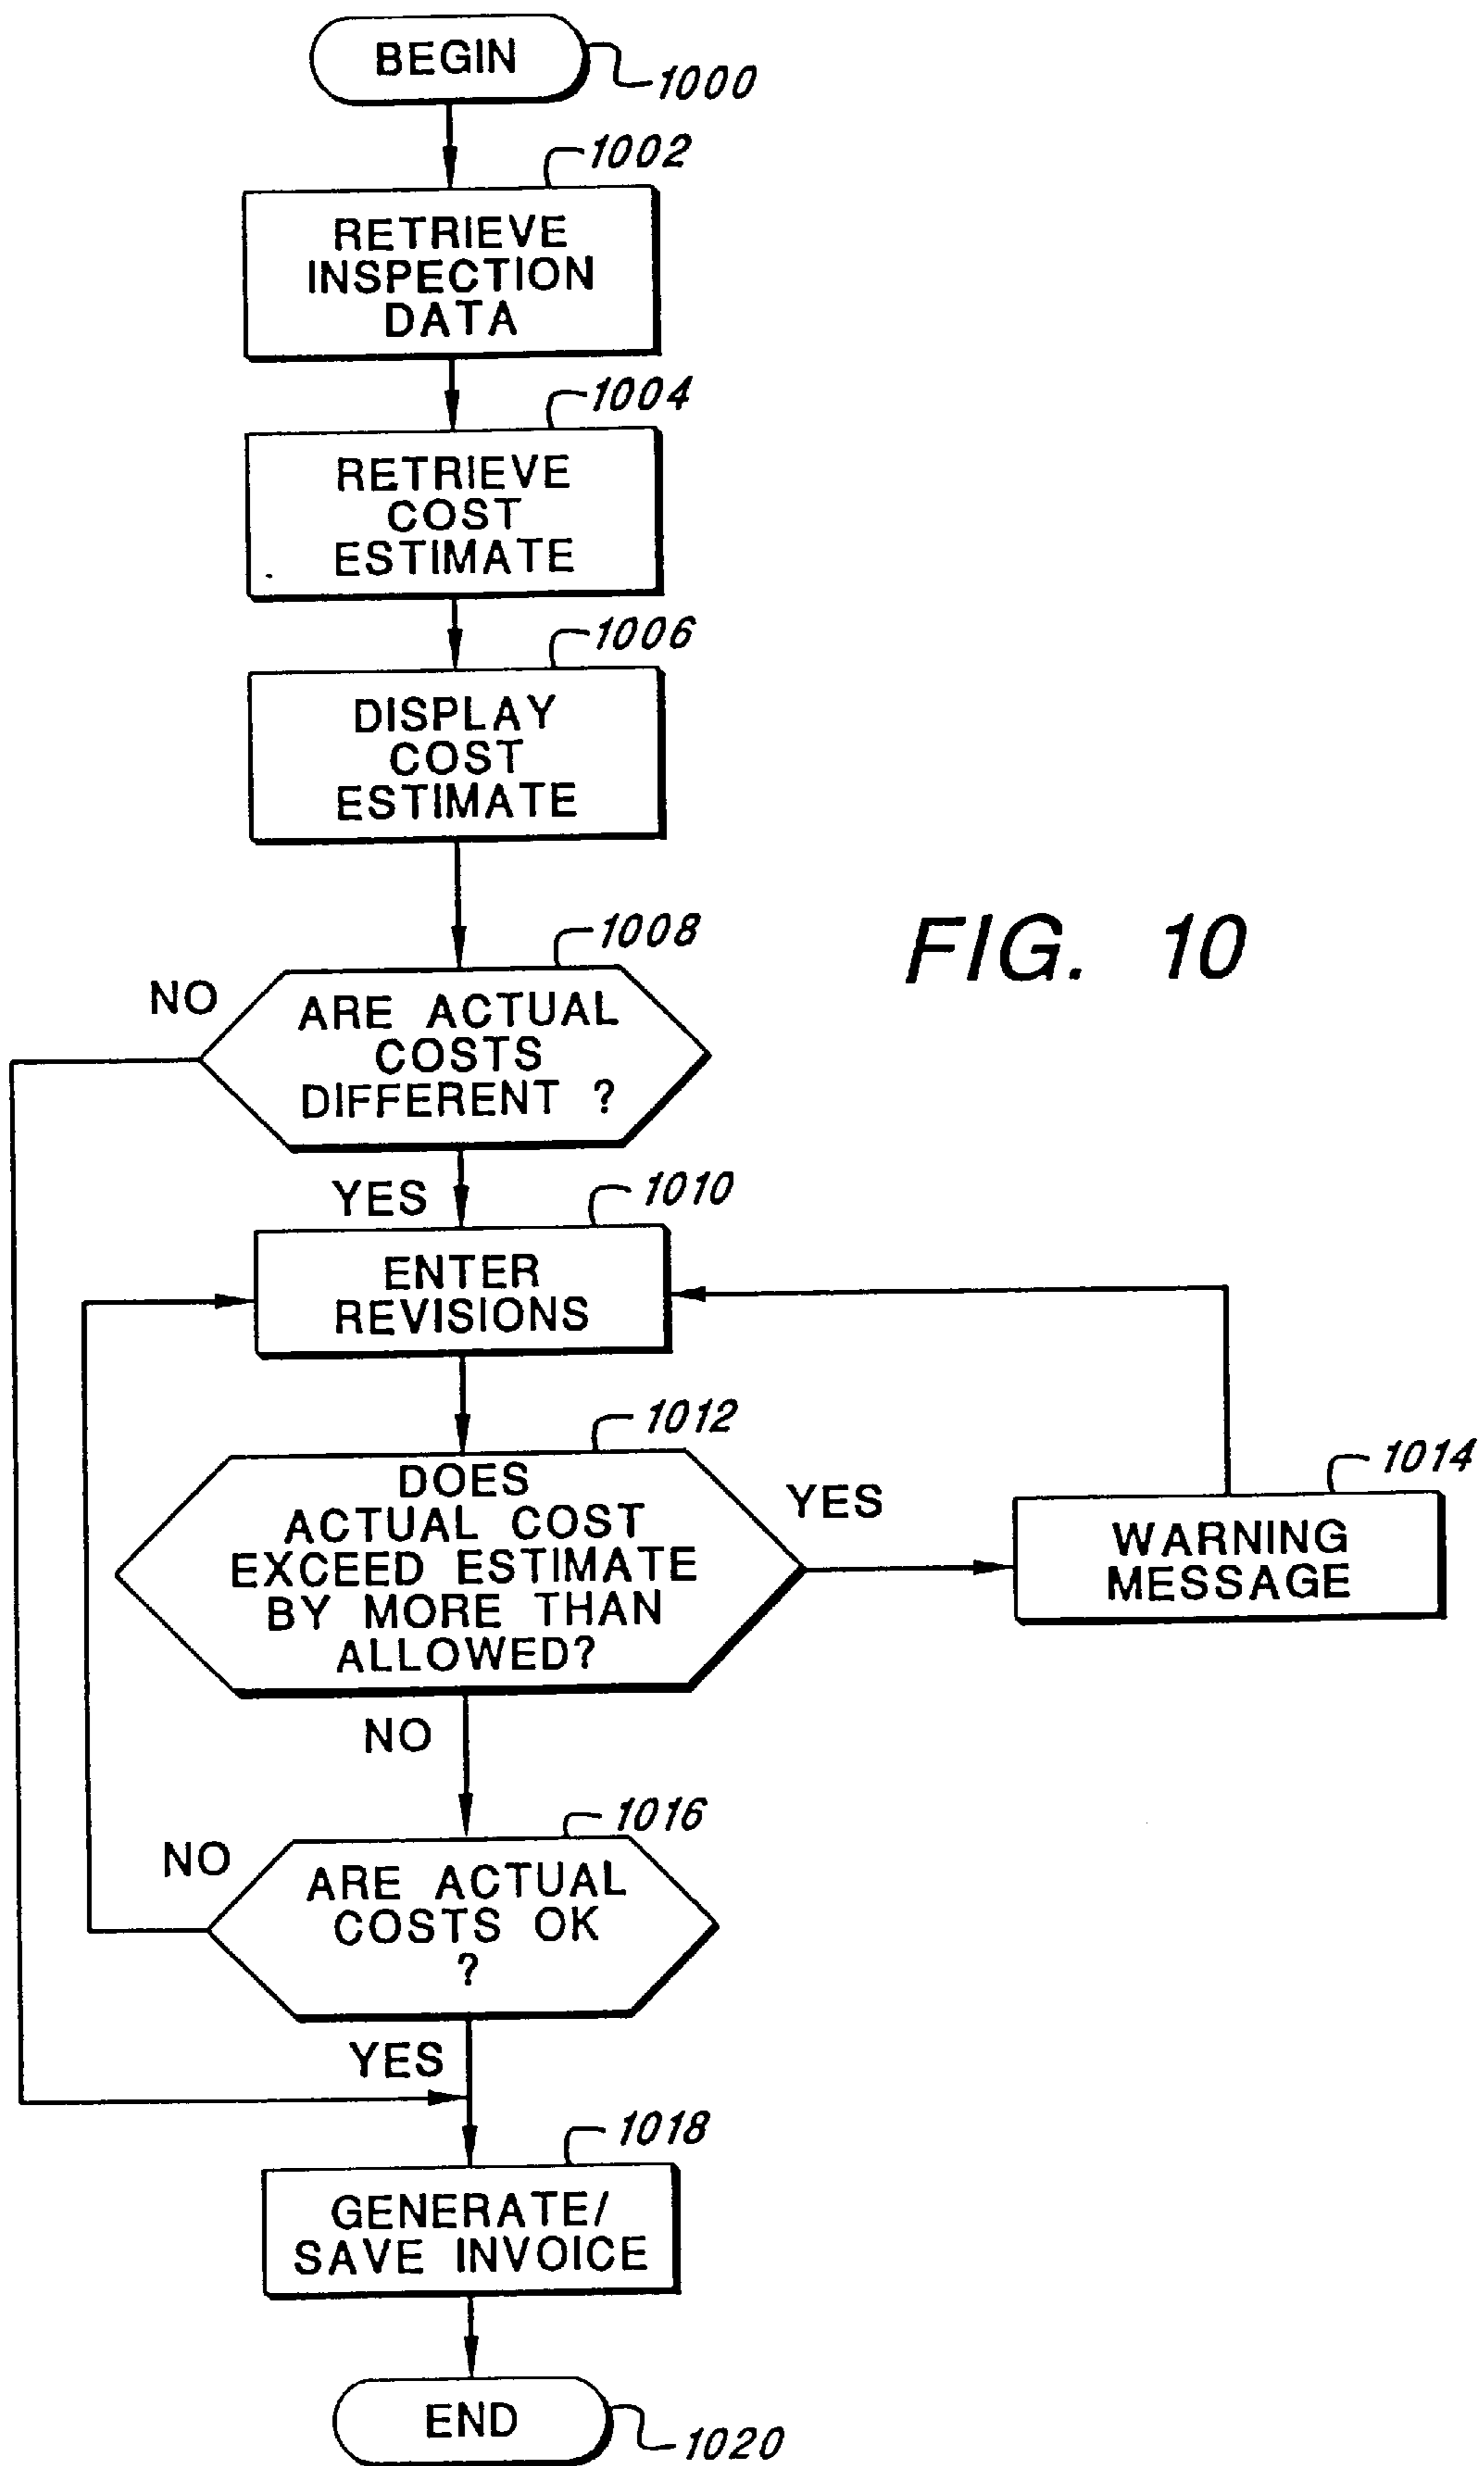 BEGIN
1000
1002
RETRIEVE
INSPECTION
DATA
1004
RETRIEVE
COST
ESTIMATE
1006
DISPLAY
COST
ESTIMATE
FIG. 10
1008
NO
ARE ACTUAL
COSTS
DIFFERENT ?
YES
1010
ENTER
REVISIONS
1012
DOES
ACTUAL COST
EXCEED ESTIMATE
BY MORE THAN
ALLOWED?
YES
1014
WARNING
MESSAGE
NO
1016
NO
ARE ACTUAL
COSTS OK
?
YES
1018
GENERATE/
SAVE INVOICE
END
1020